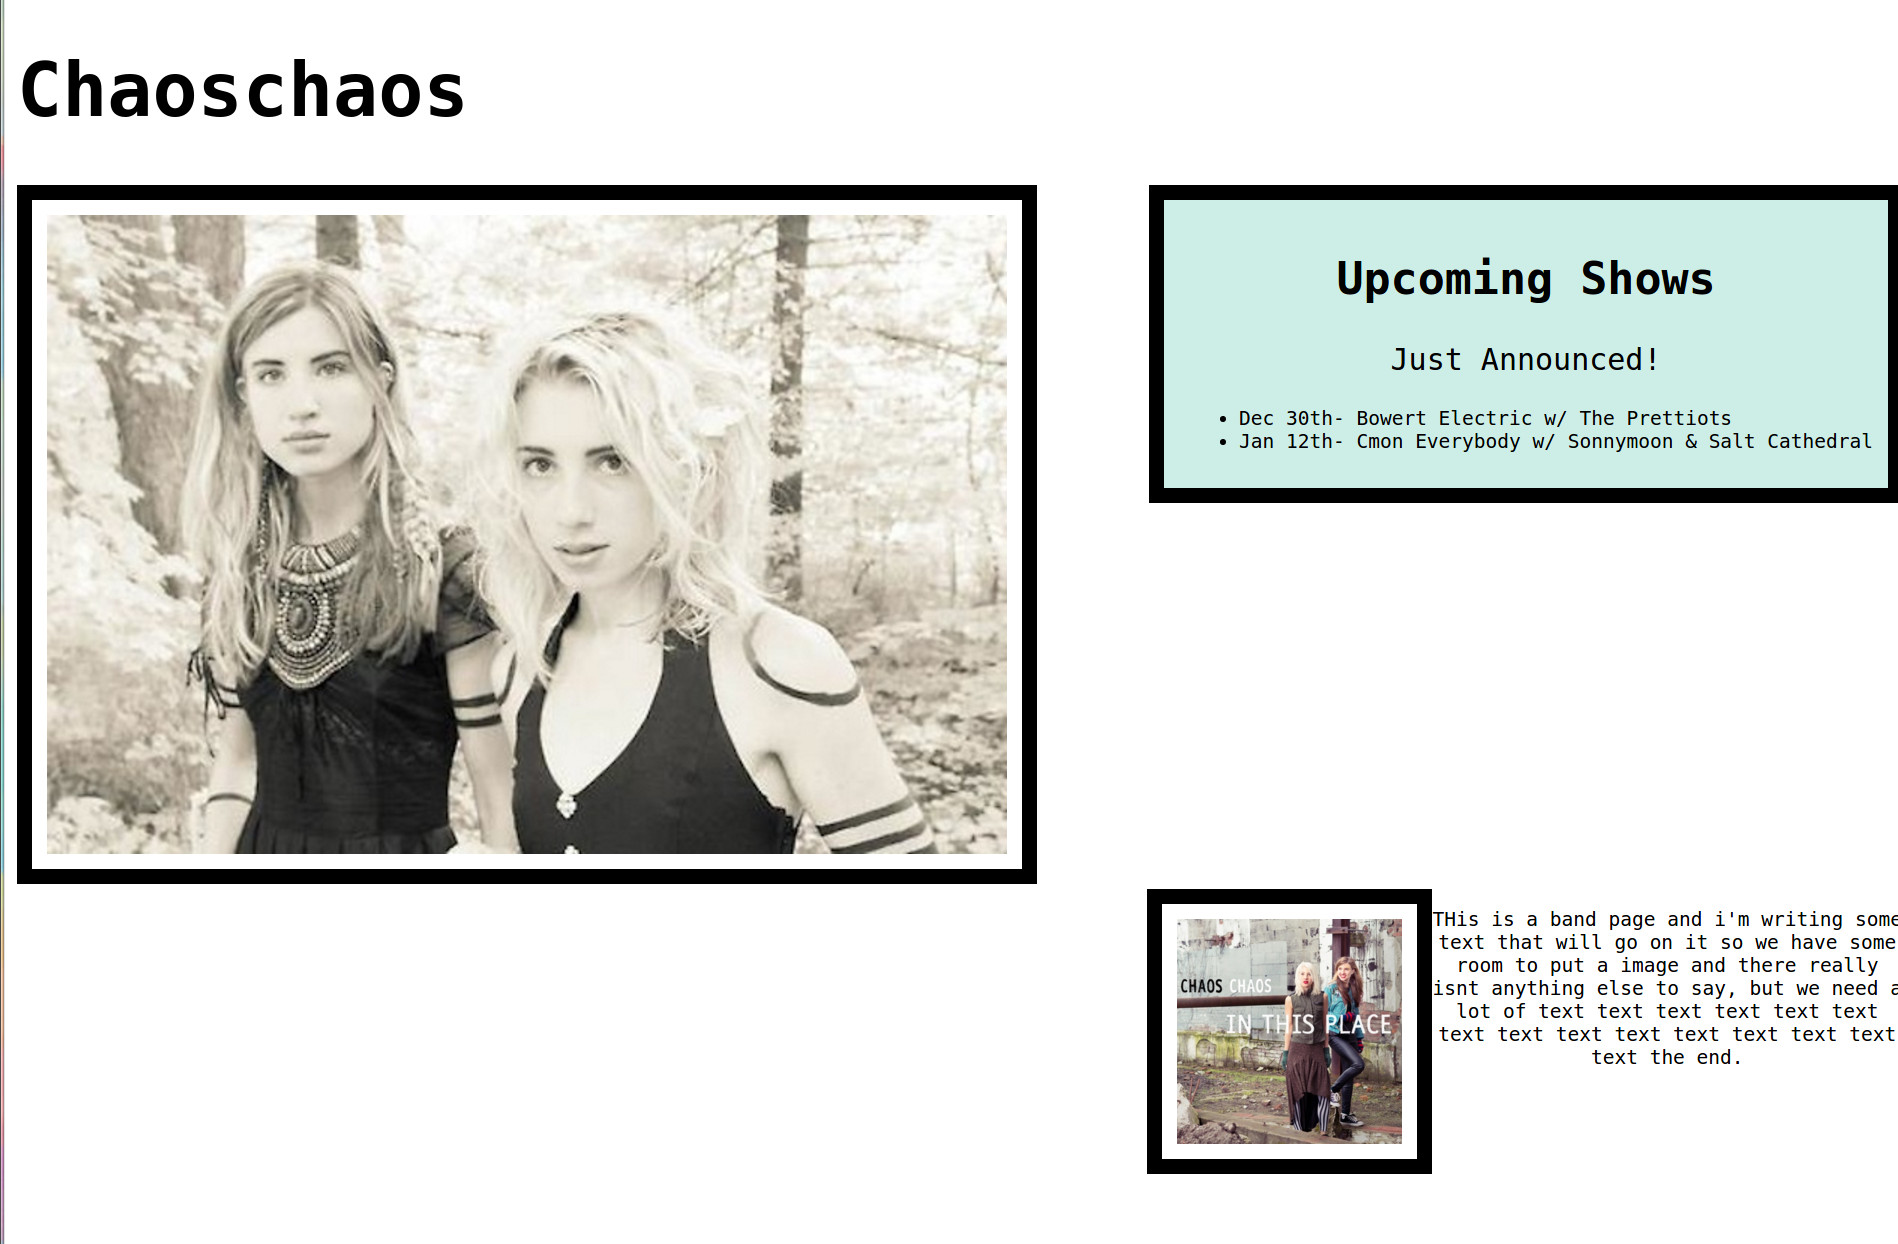 Chaoschaos
Upcoming Shows
Just Announced!
• Dec 30th- Bowert Electric w/ The Prettiots
• Jan 12th- Cmon Everybody w/ Sonnymoon & Salt Cathedral
CHAOS CHAOS
IN THIS PLACE
THis is a band page and i'm writing some
text that will go on it so we have some
room to put a image and there really
isnt anything else to say, but we need a
lot of text text text text text text
text text text text text text text text
text the end.